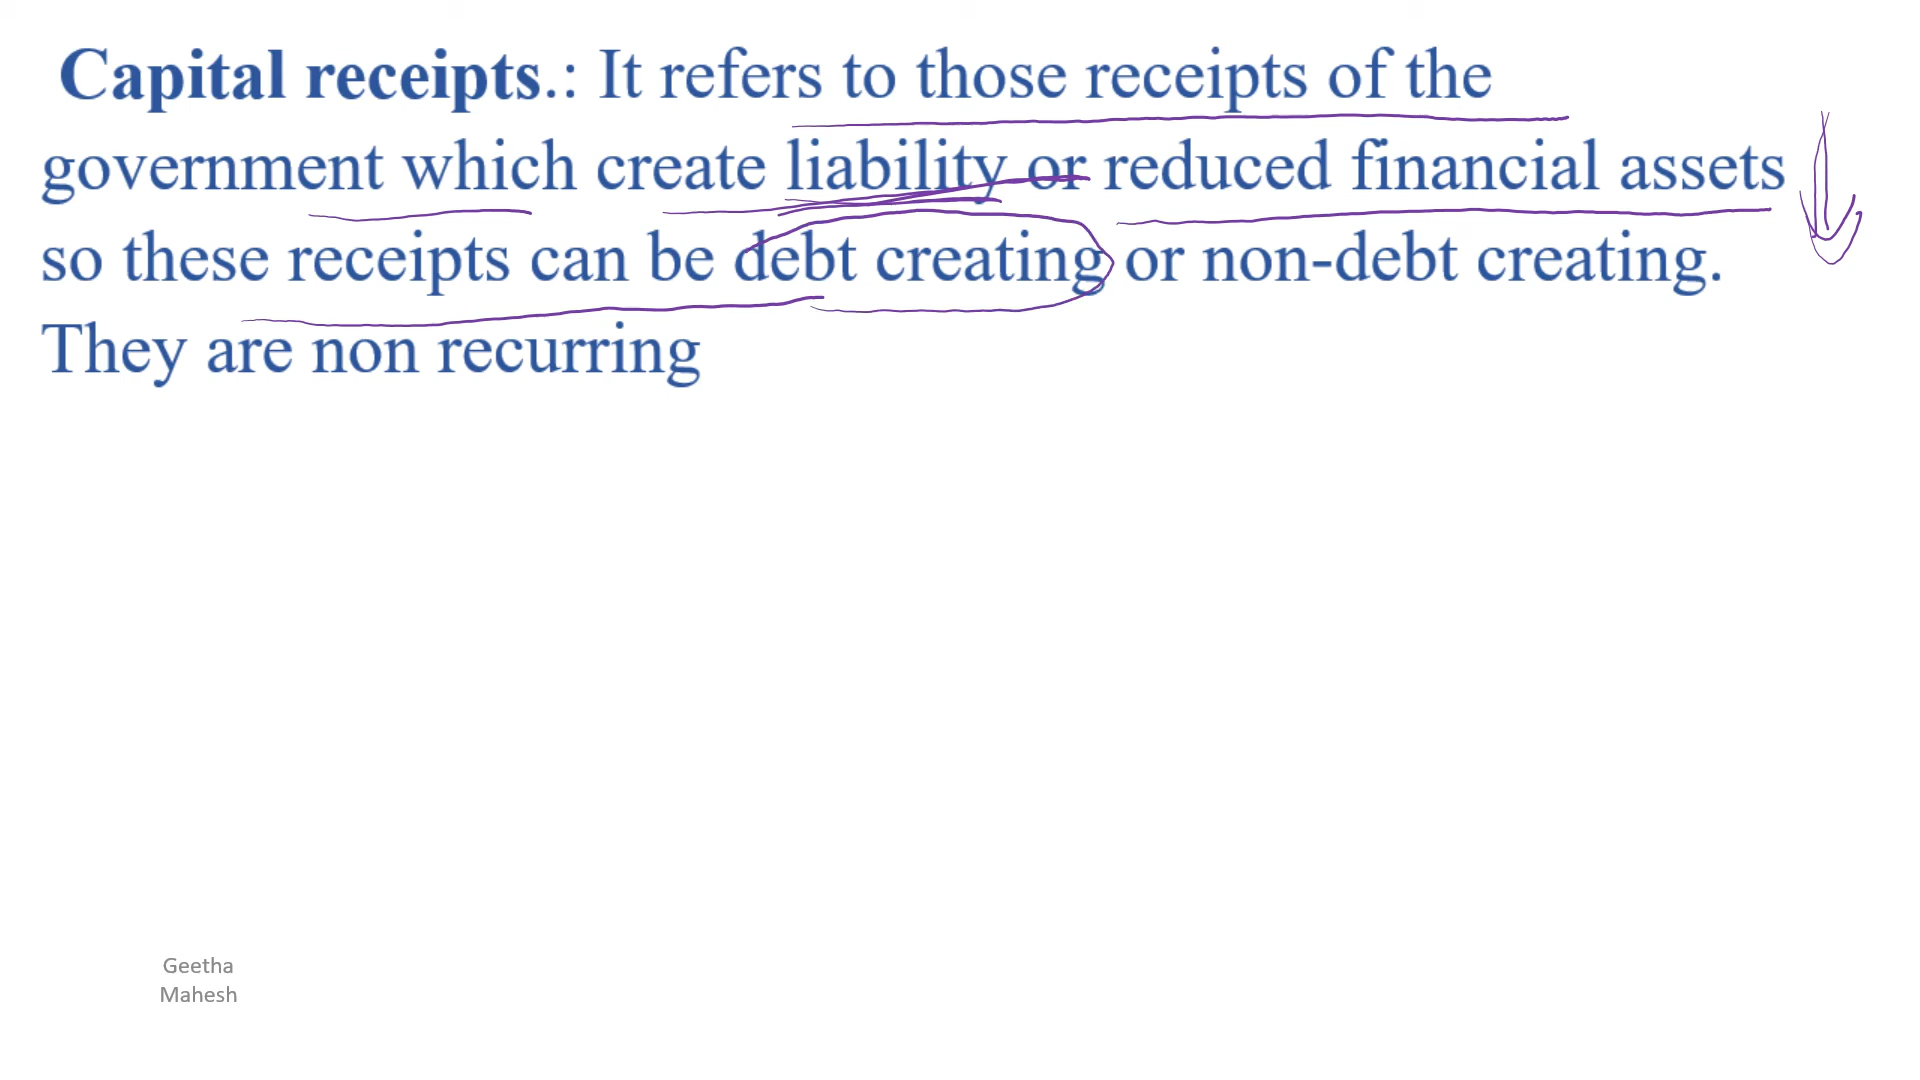 Capital receipts.: It refers to those receipts of the
government which create liability or reduced financial assets
so these receipts can be debt creating or non-debt creating.
They are non recurring
Geetha
Mahesh